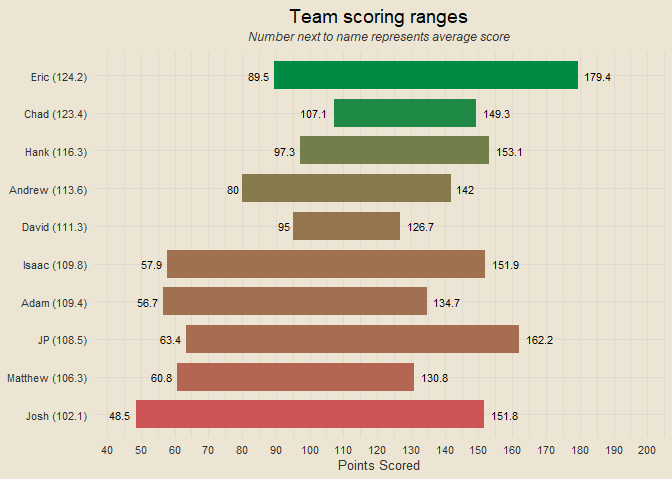 Team scoring ranges
Number next to name represents average score
Eric (124.2) 89.5 179.4
Chad (123.4) 107.1 149.3
Hank (116.3) 97.3 153.1
Andrew (113.6) 80 142
David (111.3) 95 126.7
Isaac (109.8) 57.9 151.9
Adam (109.4) 56.7 134.7
JP (108.5) 63.4 162.2
Matthew (106.3) 60.8 130.8
Josh (102.1) 48.5 151.8
40 50 60 70 80 90 100 110 120 130 140 150 160 170 180 190 200
Points Scored